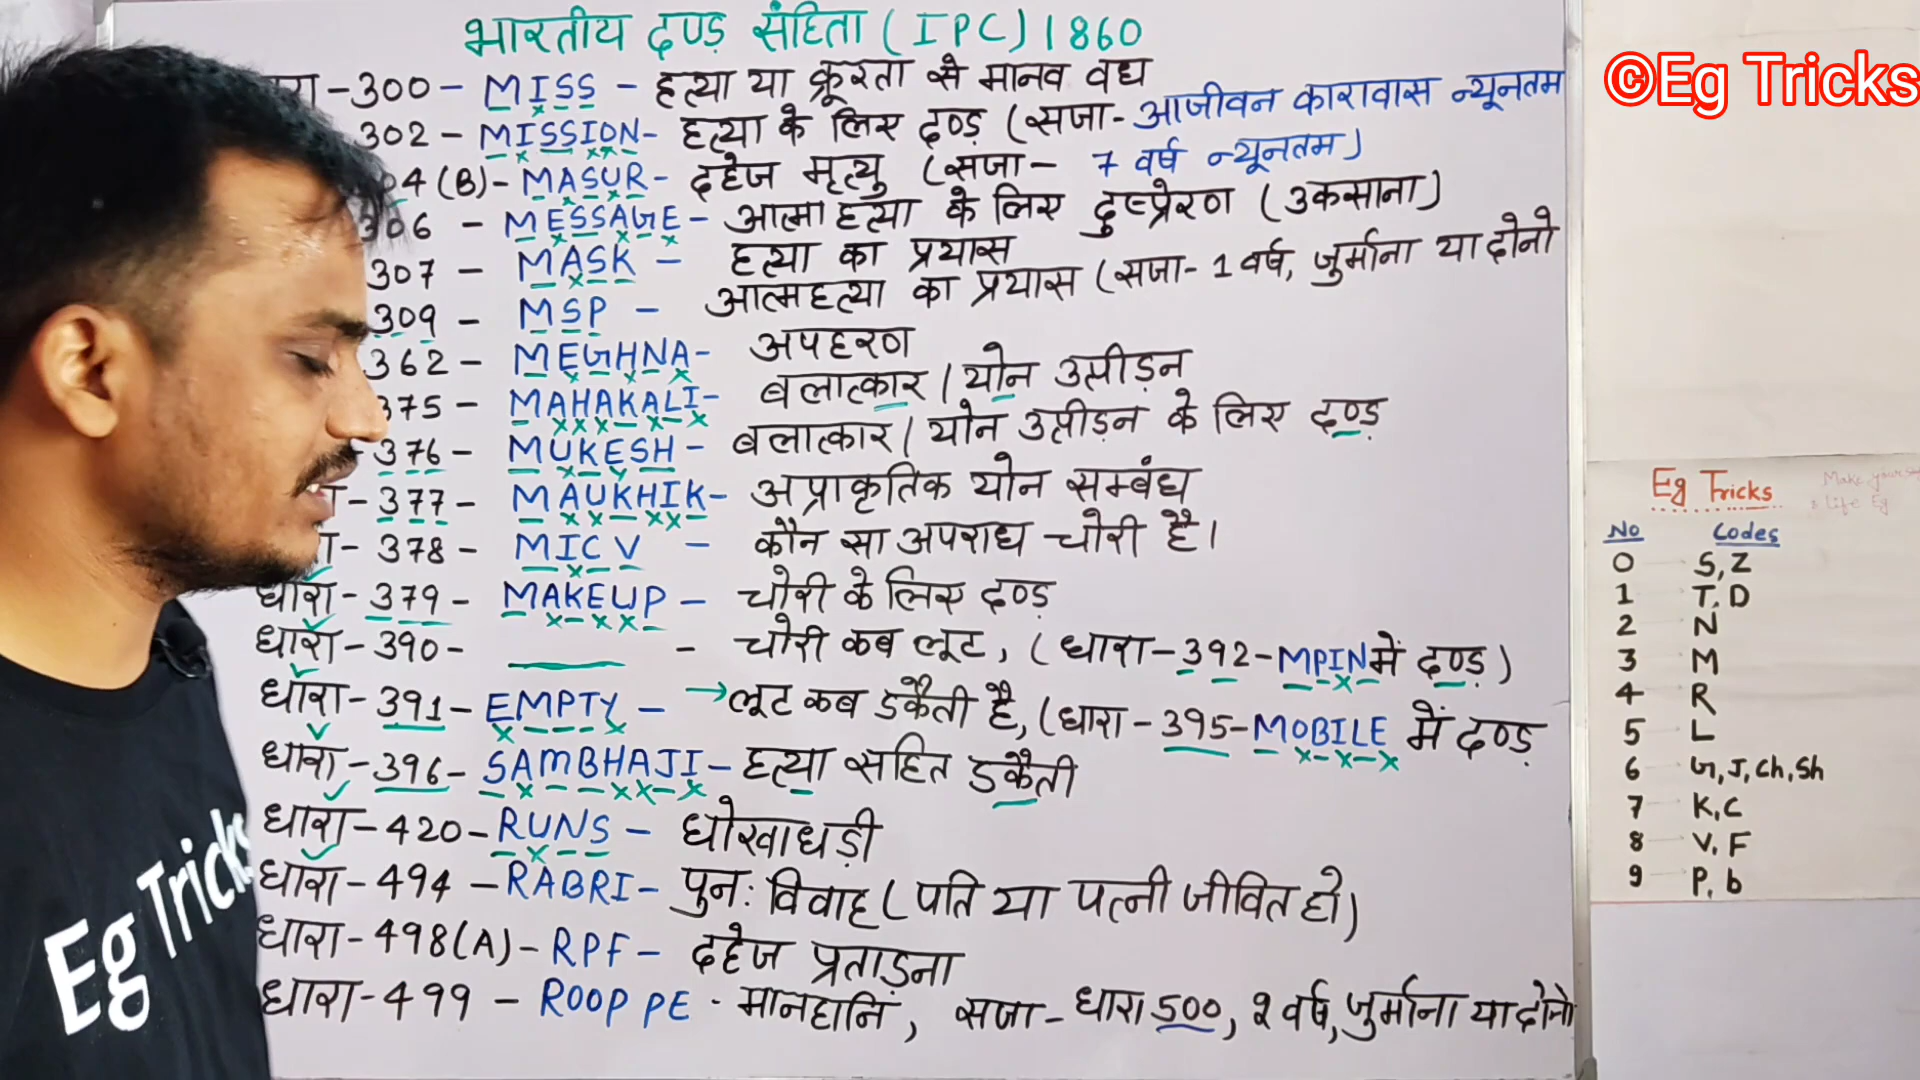 भारतीय दण्ड़ संहिता (IPC) 1860
-300- MISS - हत्या या क्रूरता से मानव वध
302 - MISSION- हत्या के लिए दण्ड़ (सजा- आजीवन कारावास न्यूनतम
4 (B)- MASUR- दहेज मृत्यु (सजा- 7 वर्ष न्यूनतम)
306 - MESSAGE- आत्माहत्या के लिए दुष्प्रेरण (उकसाना)
307 - MASK - हत्या का प्रयास
309 - MSP - आत्महत्या का प्रयास (सजा- 1 वर्ष, जुर्माना या दोनो
362 - MEGHNA- अपहरण
375 - MAHAKALI- बलात्कार / योन उत्पीड़न
-376 - MUKESH- बलात्कार / योन उत्पीड़न के लिए दण्ड़
-377 - MAUKHIK- अप्राकृतिक योन सम्बंध
- 378 - MICV - कौन सा अपराध चोरी है।
धारा- 379 - MAKEUP - चोरी के लिए दण्ड़
धारा- 390- - चोरी कब लूट, (धारा-392-MPIN में दण्ड़)
धारा- 391- EMPTY - →लूट कब डकैती है, (धारा-395-MOBILE में दण्ड़
धारा- 396- SAMBHAJI- हत्या सहित डकैती
धारा-420- RUNS - धोखाधड़ी
धारा-494 - RABRI- पुन: विवाह (पति या पत्नी जीवित हो)
धारा-498(A)- RPF- दहेज प्रताड़ना
धारा-499 - ROOP PE - मानहानि, सजा- धारा 500, 2 वर्ष, जुर्माना या दोनो
©Eg Tricks
Eg Tricks
Make your
Life Eg
No Codes
0 S, Z
1 T, D
2 N
3 M
4 R
5 L
6 G, J, Ch, Sh
7 K, C
8 V, F
9 P, b
Eg Tricks